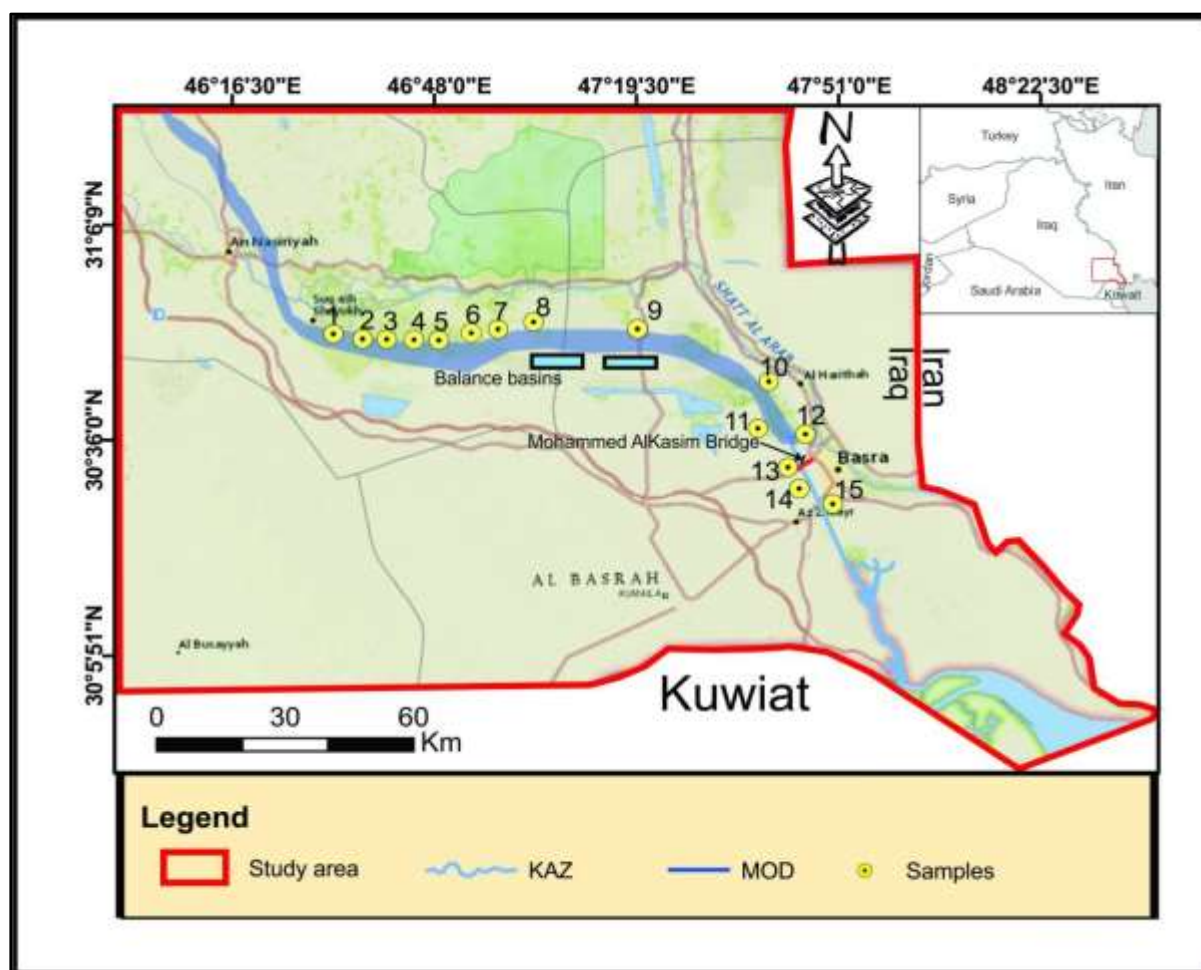 46°16'30"E 46°48'0"E 47°19'30"E 47°51'0"E 48°22'30"E
31°6'9"N
30°36'0"N
30°5'51"N
N
Turkey
Syria
Iran
Iraq
Jordan
Saudi Arabia
Kuwait
An Nasiriyah
1 2 3 4 5 6 7 8 9
SHATT AL ARAB
Iraq
Iran
Balance basins
10
Al Harithah
11
12
Mohammed AlKasim Bridge
Basra
13
14
15
AL BASRAH
Al Busayyah
Kuwiat
0 30 60
Km
Legend
Study area KAZ MOD Samples